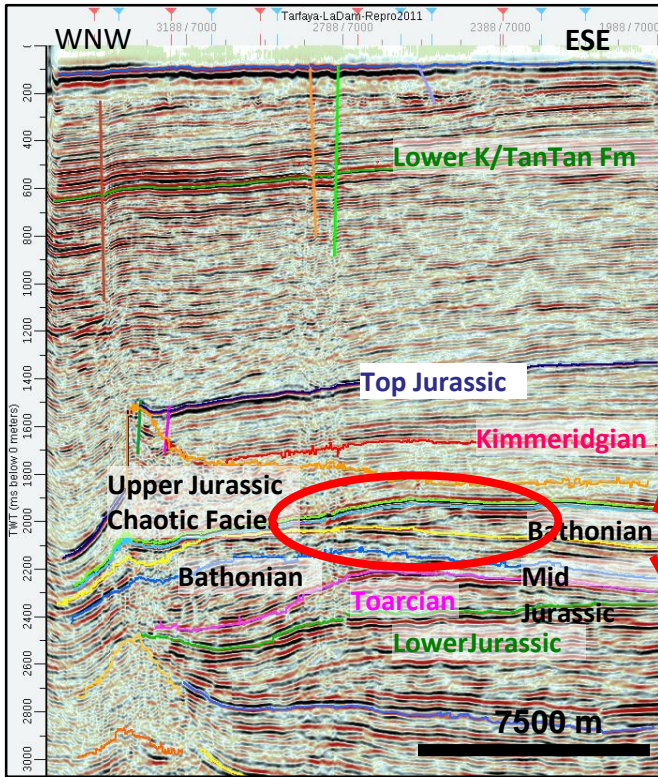 Tarfaya-LaDam-Repro2011
3188/7000 2788/7000 2388/7000 1988/7000
WNW ESE
TWT (ms below 0 meters)
200
400
600
800
1000
1200
1400
1600
1800
2000
2200
2400
2600
2800
3000
Lower K/TanTan Fm
Top Jurassic
Kimmeridgian
Upper Jurassic
Chaotic Facie
Bathonian
Bathonian
Mid
Toarcian
Jurassic
LowerJurassic
7500 m